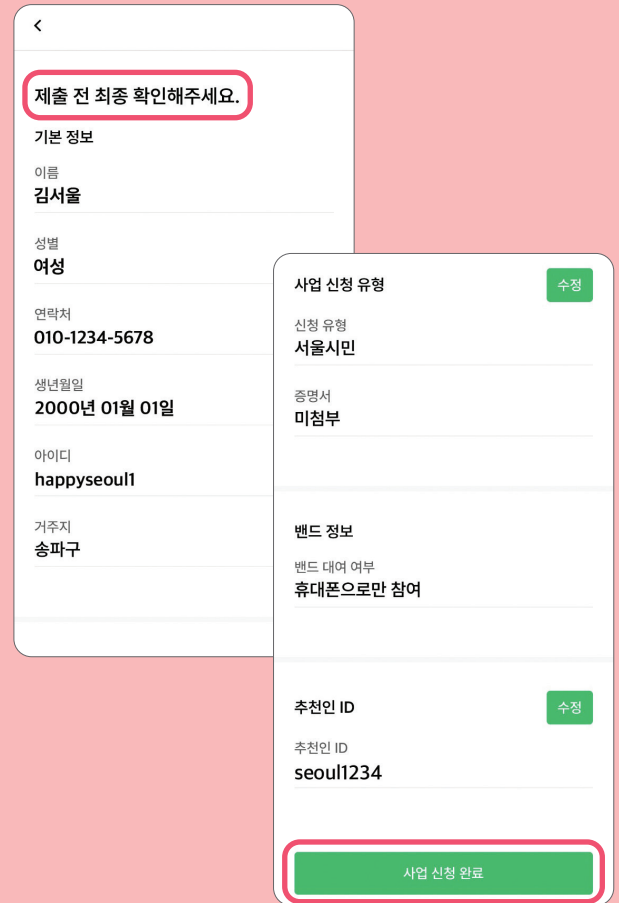 제출 전 최종 확인해주세요.
기본 정보
이름
김서울
성별
여성
연락처
010-1234-5678
생년월일
2000년 01월 01일
아이디
happyseoul1
거주지
송파구
사업 신청 유형
수정
신청 유형
서울시민
증명서
미첨부
밴드 정보
밴드 대여 여부
휴대폰으로만 참여
추천인 ID
수정
추천인 ID
seoul1234
사업 신청 완료